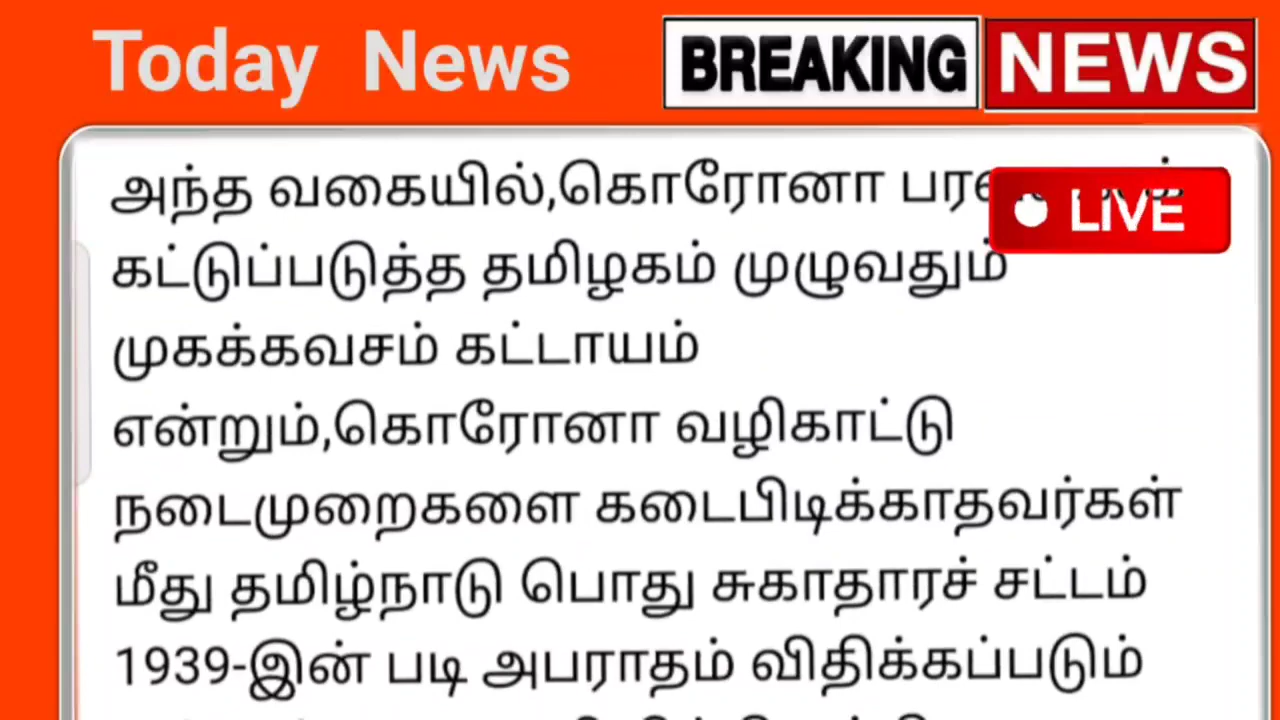 Today News
BREAKING NEWS
அந்த வகையில்,கொரோனா
LIVE
கட்டுப்படுத்த தமிழகம் முழுவதும்
முகக்கவசம் கட்டாயம்
என்றும்,கொரோனா வழிகாட்டு
நடைமுறைகளை கடைபிடிக்காதவர்கள்
மீது தமிழ்நாடு பொது சுகாதாரச் சட்டம்
1939-இன் படி அபராதம் விதிக்கப்படும்